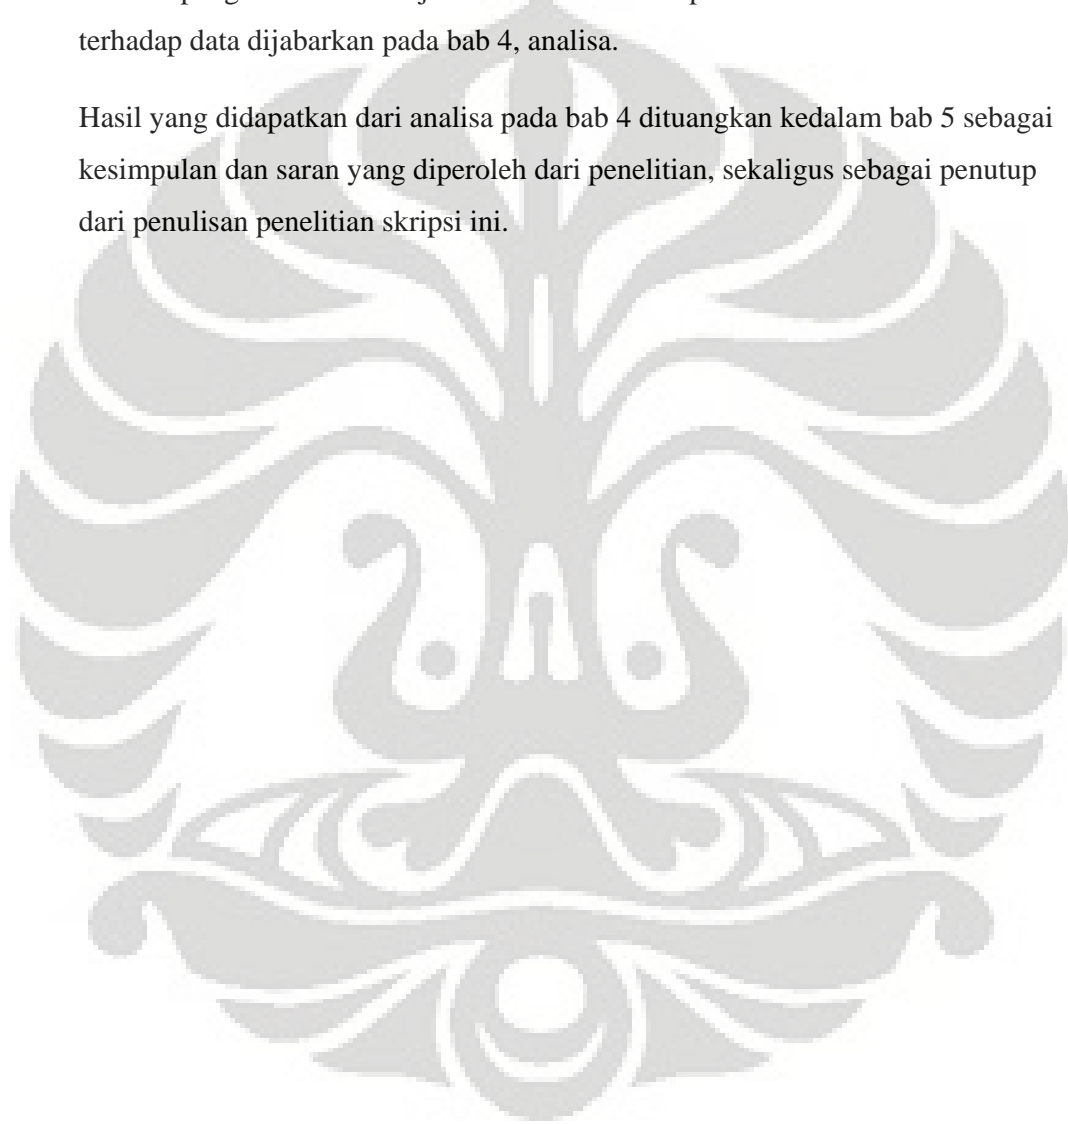 terhadap data dijabarkan pada bab 4, analisa.
Hasil yang didapatkan dari analisa pada bab 4 dituangkan kedalam bab 5 sebagai
kesimpulan dan saran yang diperoleh dari penelitian, sekaligus sebagai penutup
dari penulisan penelitian skripsi ini.